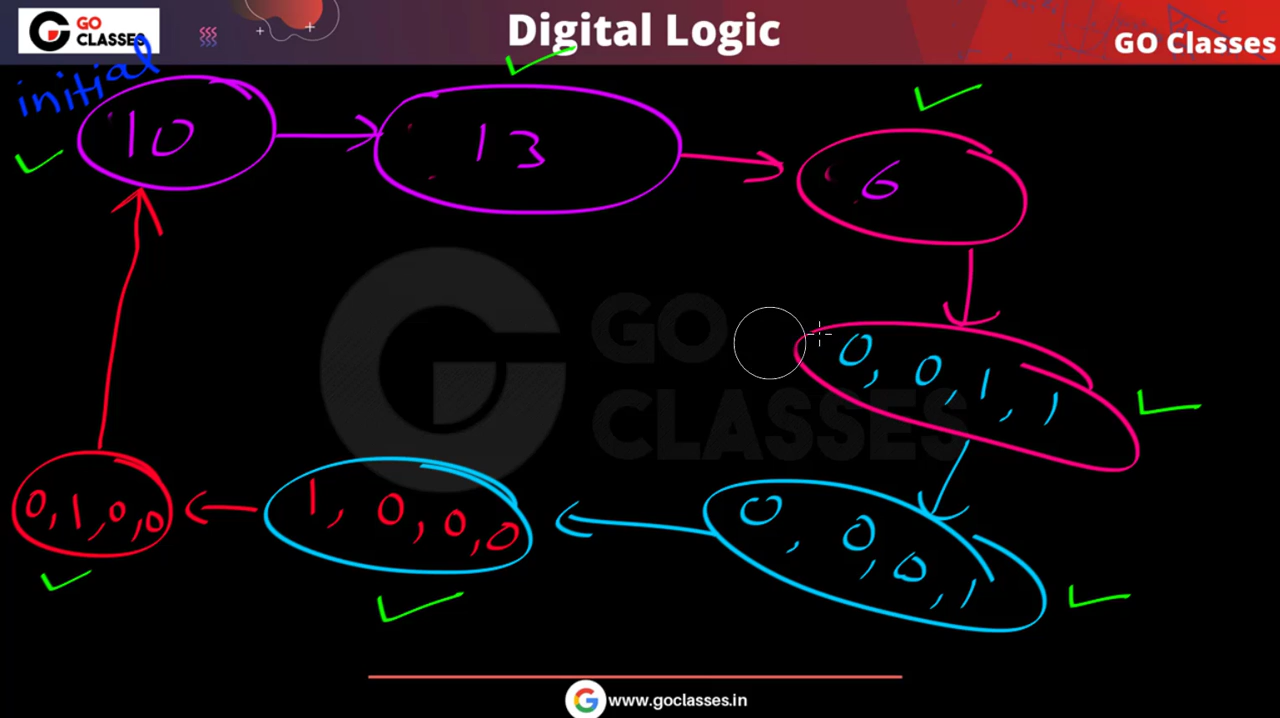 GO
CLASSES
Digital Logic
GO Classes
initial
10
13
6
GO
CLASSES
0, 0, 1, 1
0, 1, 0, 0
1, 0, 0, 0
0, 0, 0, 1
www.goclasses.in